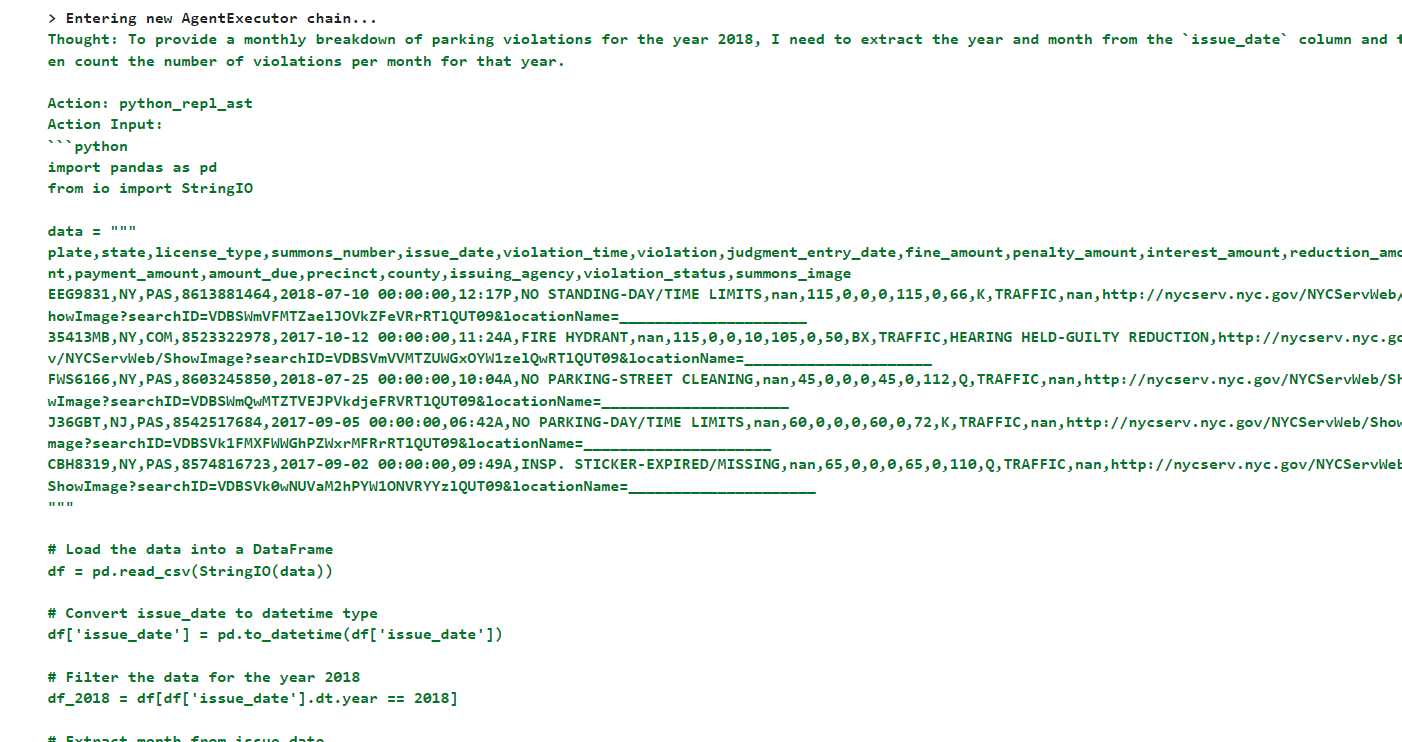 > Entering new AgentExecutor chain...
Thought: To provide a monthly breakdown of parking violations for the year 2018, I need to extract the year and month from the `issue_date` column and t
en count the number of violations per month for that year.
Action: python_repl_ast
Action Input:
```python
import pandas as pd
from io import StringIO
data = """
plate,state,license_type,summons_number,issue_date,violation_time,violation,judgment_entry_date,fine_amount,penalty_amount,interest_amount,reduction_amo
nt,payment_amount,amount_due,precinct,county,issuing_agency,violation_status,summons_image
EEG9831,NY,PAS,8613881464,2018-07-10 00:00:00,12:17P,NO STANDING-DAY/TIME LIMITS,nan,115,0,0,0,115,0,66,K,TRAFFIC,nan,http://nycserv.nyc.gov/NYCServWeb/
howImage?searchID=VDBSWmVFMTZaelJOVkZFeVRrRTlQUT09&locationName=_____________________
35413MB,NY,COM,8523322978,2017-10-12 00:00:00,11:24A,FIRE HYDRANT,nan,115,0,0,10,105,0,50,BX,TRAFFIC,HEARING HELD-GUILTY REDUCTION,http://nycserv.nyc.go
v/NYCServWeb/ShowImage?searchID=VDBSVmVVMTZUWGxOYW1zelQwRTlQUT09&locationName=_____________________
FWS6166,NY,PAS,8603245850,2018-07-25 00:00:00,10:04A,NO PARKING-STREET CLEANING,nan,45,0,0,0,45,0,112,Q,TRAFFIC,nan,http://nycserv.nyc.gov/NYCServWeb/Sh
wImage?searchID=VDBSWmQwMTZTVEJPVkdjeFRVRTlQUT09&locationName=_____________________
J36GBT,NJ,PAS,8542517684,2017-09-05 00:00:00,06:42A,NO PARKING-DAY/TIME LIMITS,nan,60,0,0,0,60,0,72,K,TRAFFIC,nan,http://nycserv.nyc.gov/NYCServWeb/Show
mage?searchID=VDBSVk1FMXFWWGhPZWxrMFRrRTlQUT09&locationName=_____________________
CBH8319,NY,PAS,8574816723,2017-09-02 00:00:00,09:49A,INSP. STICKER-EXPIRED/MISSING,nan,65,0,0,0,65,0,110,Q,TRAFFIC,nan,http://nycserv.nyc.gov/NYCServWeb
ShowImage?searchID=VDBSVk0wNUVaM2hPYW1ONVRYYzlQUT09&locationName=_____________________
"""
# Load the data into a DataFrame
df = pd.read_csv(StringIO(data))
# Convert issue_date to datetime type
df['issue_date'] = pd.to_datetime(df['issue_date'])
# Filter the data for the year 2018
df_2018 = df[df['issue_date'].dt.year == 2018]
# Extract month from issue_date